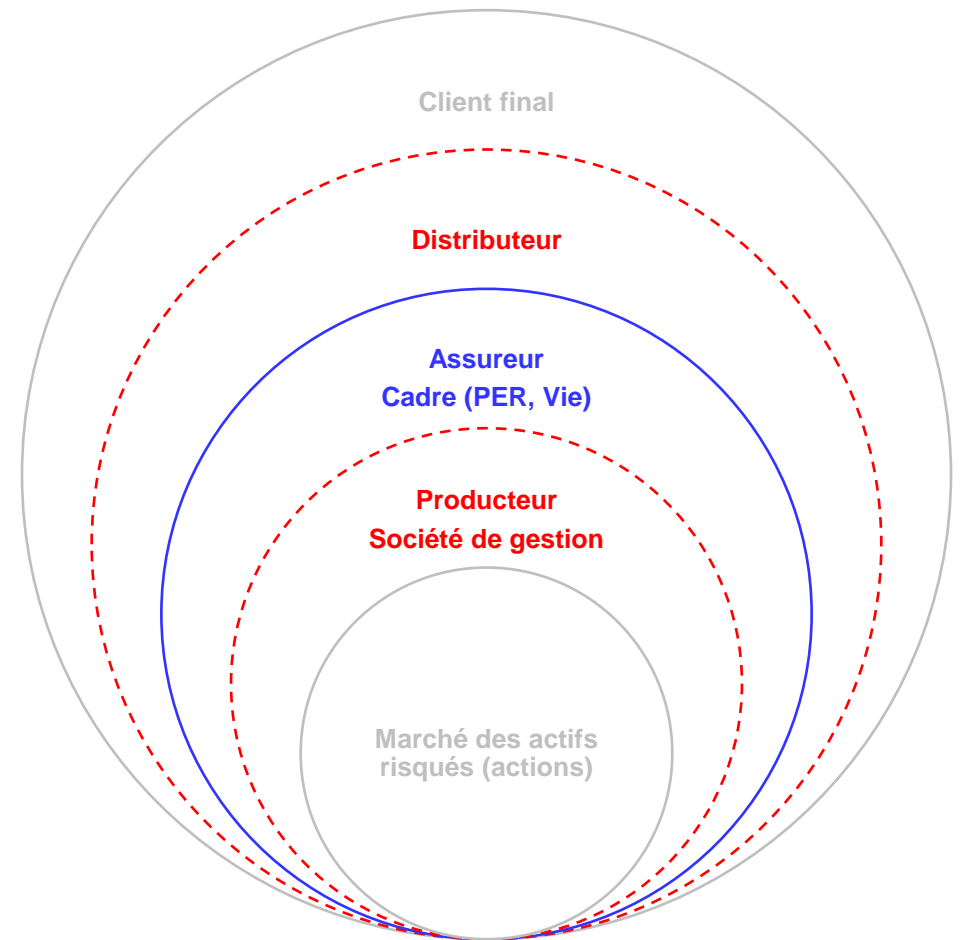 Client final
Distributeur
Assureur
Cadre (PER, Vie)
Producteur
Société de gestion
Marché des actifs
risqués (actions)